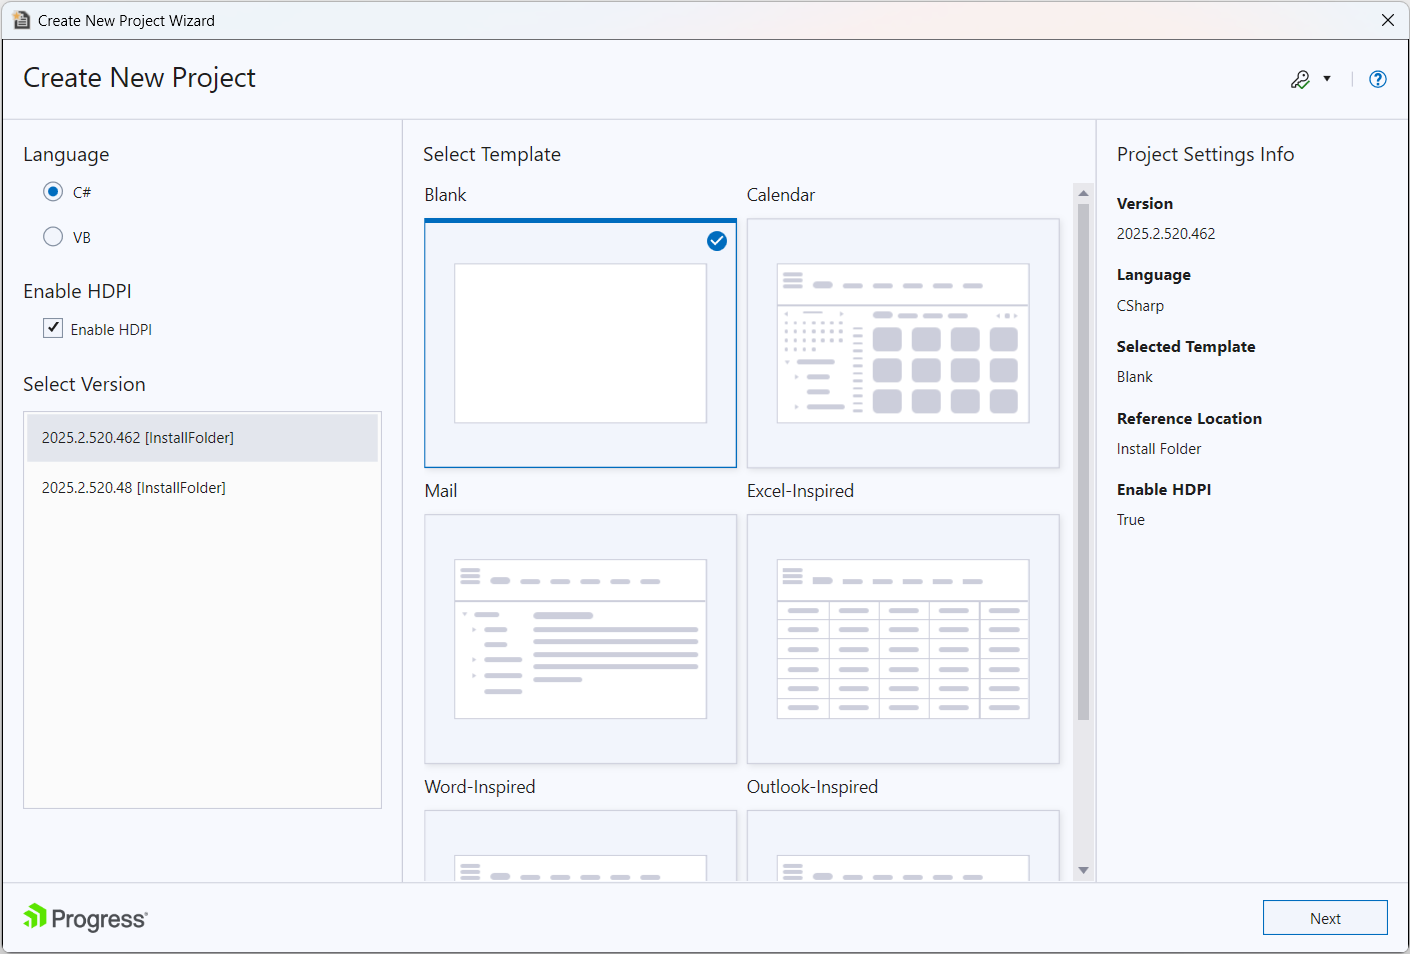 Create New Project Wizard
Create New Project
Language
C#
VB
Enable HDPI
Enable HDPI
Select Version
2025.2.520.462 [InstallFolder]
2025.2.520.48 [InstallFolder]
Select Template
Blank
Calendar
Mail
Excel-Inspired
Word-Inspired
Outlook-Inspired
Project Settings Info
Version
2025.2.520.462
Language
CSharp
Selected Template
Blank
Reference Location
Install Folder
Enable HDPI
True
Progress®
Next